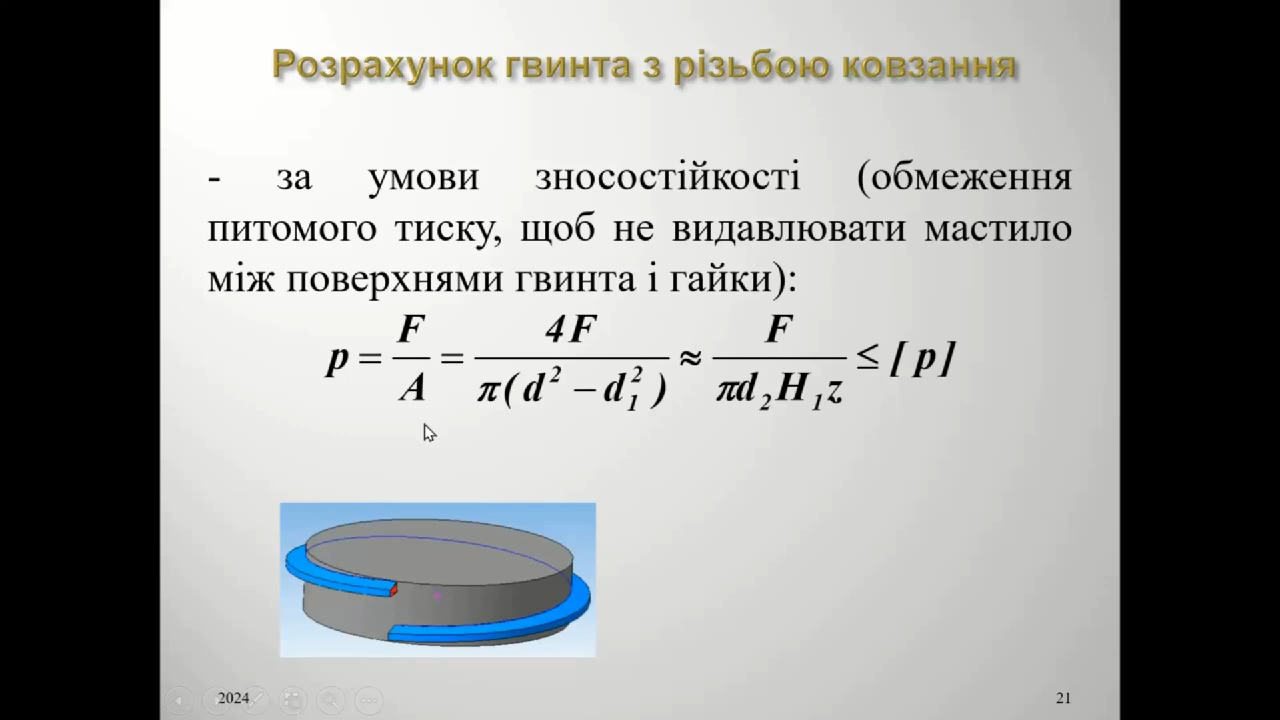 Розрахунок гвинта з різьбою ковзання
- за умови зносостійкості (обмеження
питомого тиску, щоб не видавлювати мастило
між поверхнями гвинта і гайки):
p = F/A = 4F/π(d² – d₁²) ≈ F/πd₂H₁z ≤ [p]
2024
21